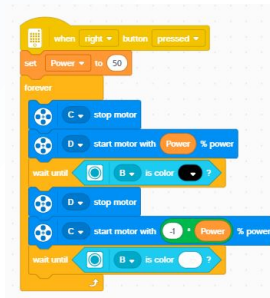 when right button pressed
set Power to 50
forever
C stop motor
D start motor with Power % power
wait until B is color ?
D stop motor
C start motor with -1 * Power % power
wait until B is color ?